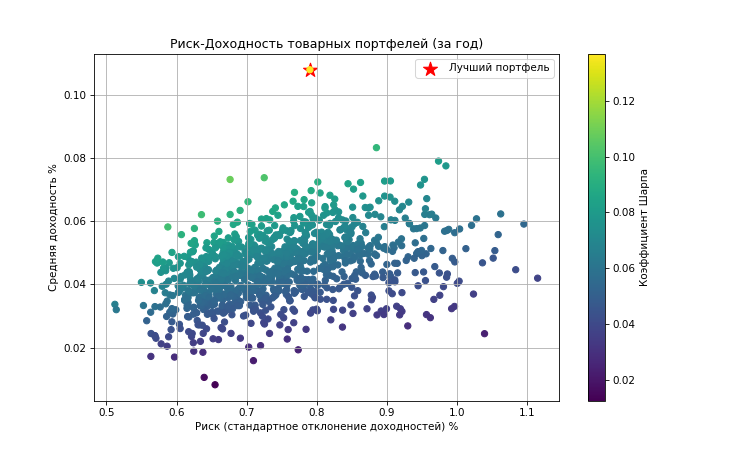 Риск-Доходность товарных портфелей (за год)
Лучший портфель
Средняя доходность %
0.10
0.08
0.06
0.04
0.02
0.5 0.6 0.7 0.8 0.9 1.0 1.1
Риск (стандартное отклонение доходностей) %
0.12
0.10
0.08
0.06
0.04
0.02
Коэффициент Шарпа